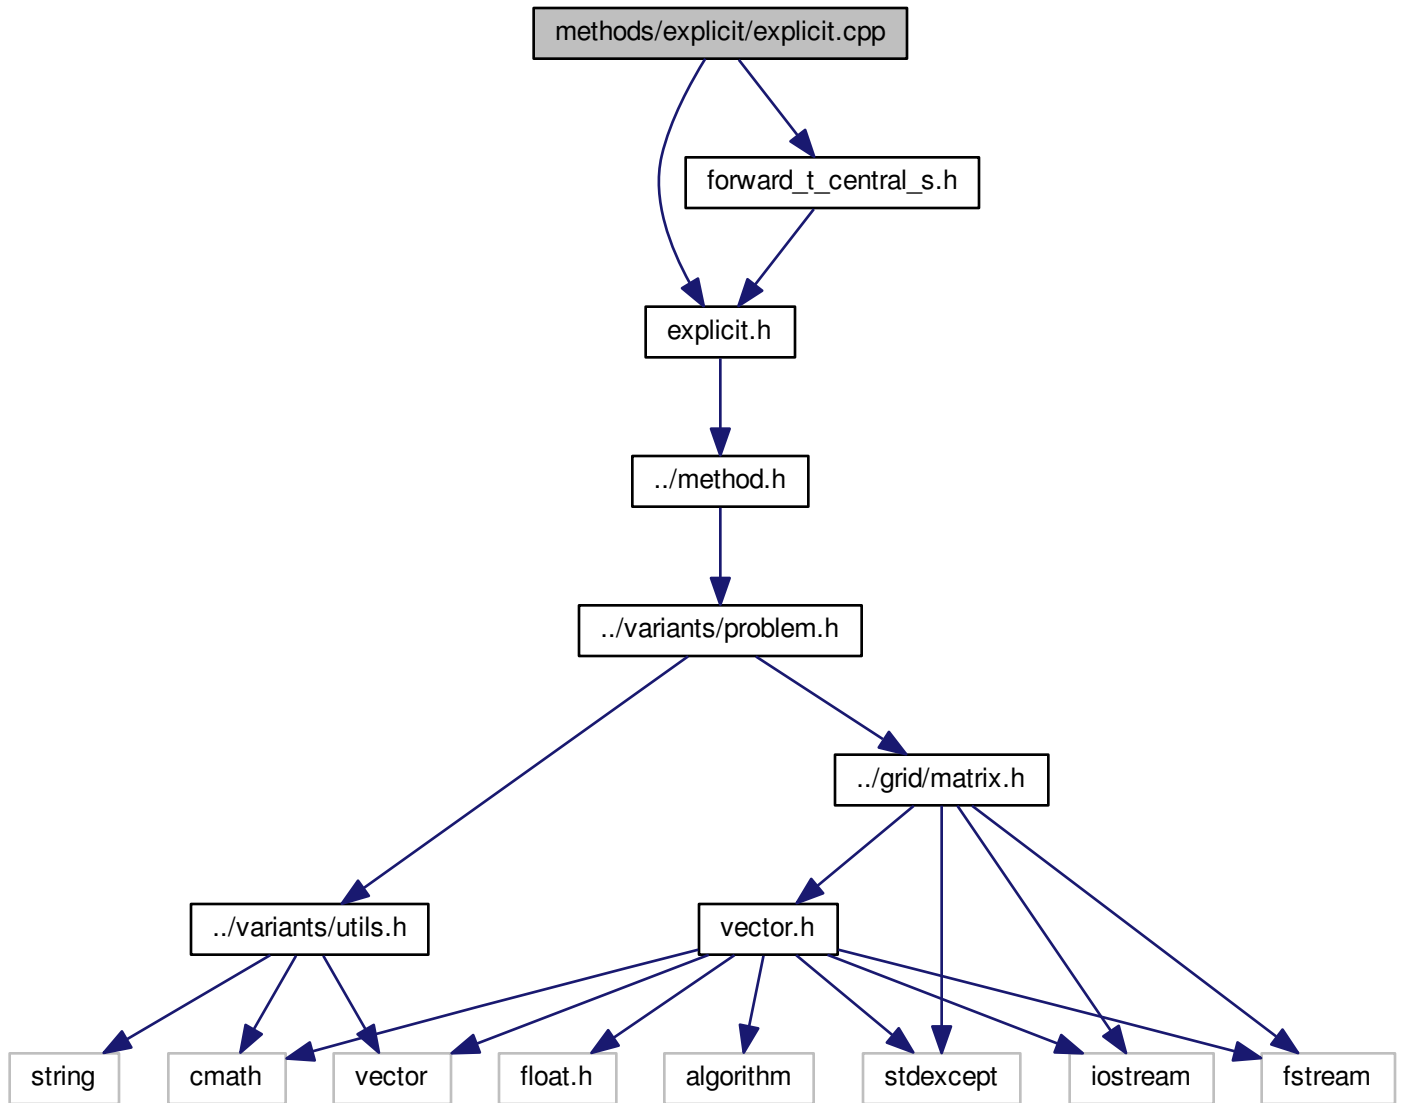 methods/explicit/explicit.cpp
forward_t_central_s.h
explicit.h
../method.h
../variants/problem.h
../grid/matrix.h
../variants/utils.h
vector.h
string
cmath
vector
float.h
algorithm
stdexcept
iostream
fstream